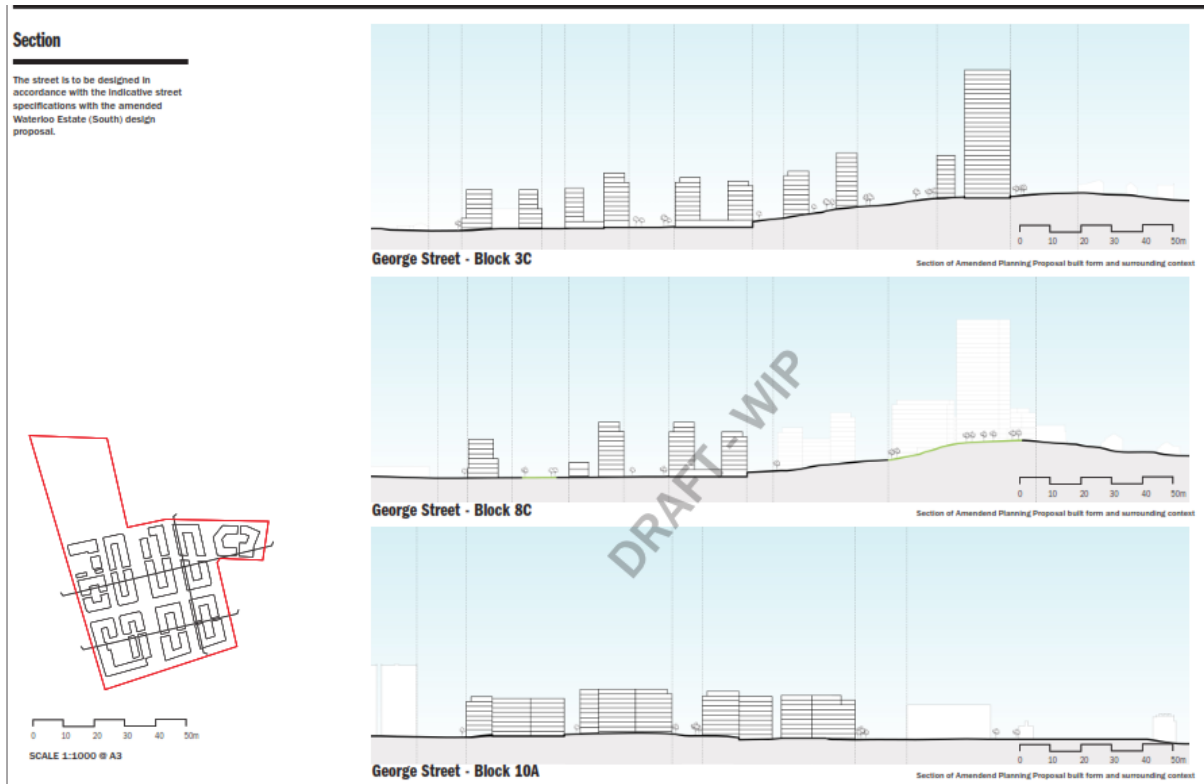 Section
The street is to be designed in
accordance with the indicative street
specifications with the amended
Waterloo Estate (South) design
proposal.
0 10 20 30 40 50m
SCALE 1:1000 @ A3
0 10 20 30 40 50m
George Street - Block 3C
Section of Amendend Planning Proposal built form and surrounding context
0 10 20 30 40 50m
George Street - Block 8C
Section of Amendend Planning Proposal built form and surrounding context
DRAFT - WIP
0 10 20 30 40 50m
George Street - Block 10A
Section of Amendend Planning Proposal built form and surrounding context